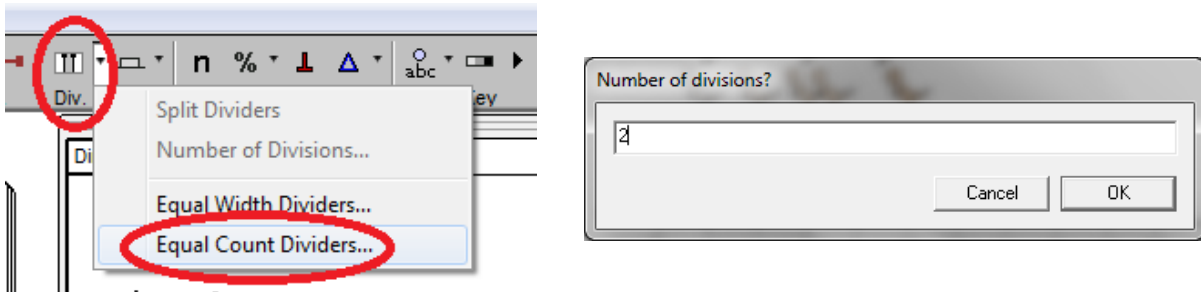 n % abc
Div. ey
Split Dividers
Di
Number of Divisions...
Equal Width Dividers...
Equal Count Dividers...
Number of divisions?
2
Cancel OK